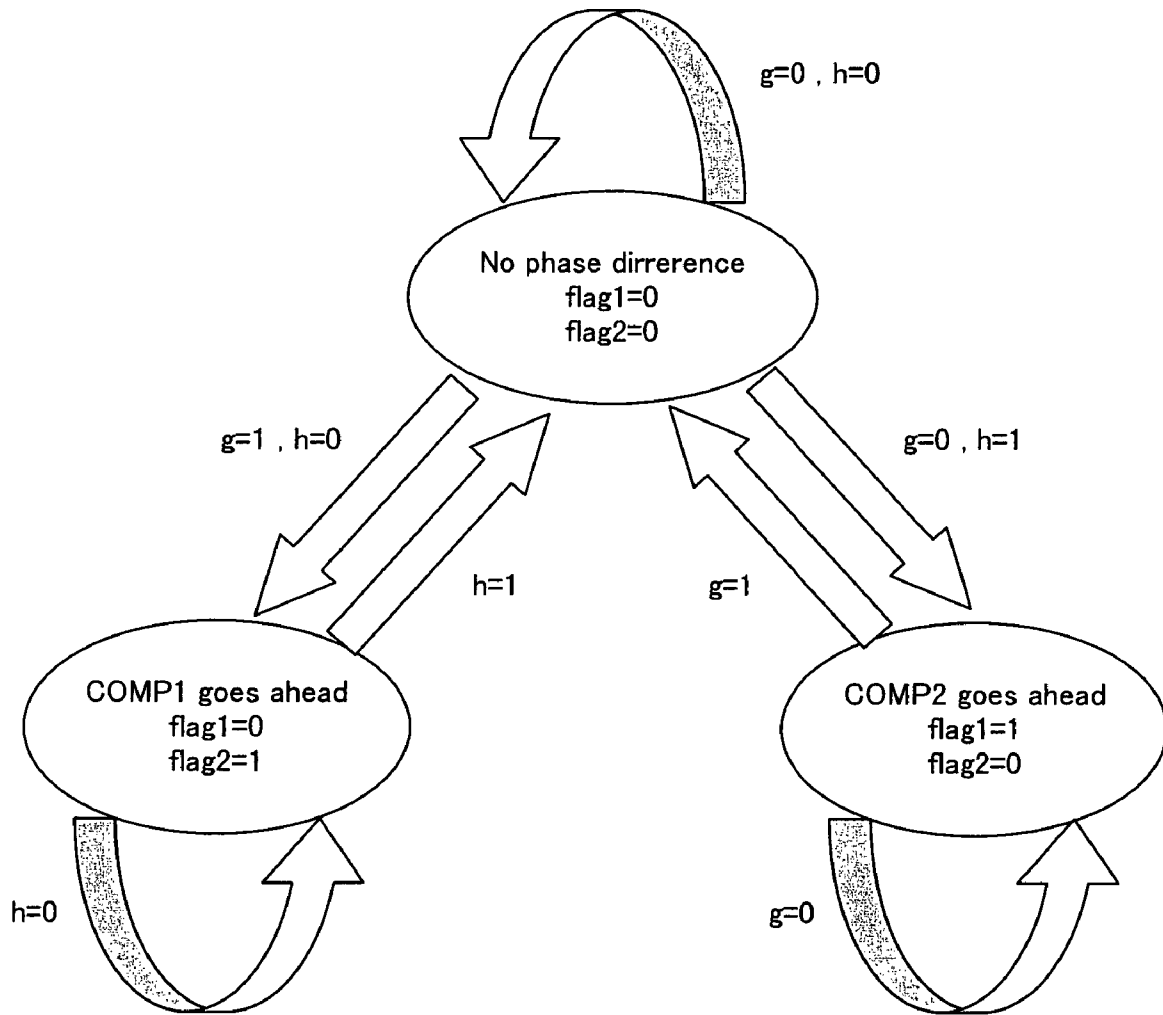 g=0 , h=0
No phase dirrerence
flag1=0
flag2=0
g=1 , h=0
g=0 , h=1
h=1
g=1
COMP1 goes ahead
flag1=0
flag2=1
COMP2 goes ahead
flag1=1
flag2=0
h=0
g=0